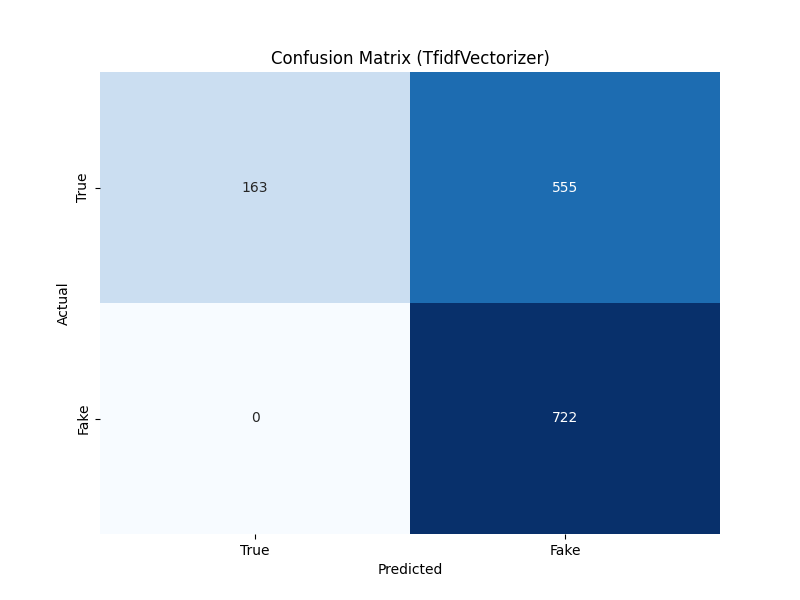 Confusion Matrix (TfidfVectorizer)
Actual
True
163
555
Fake
0
722
True
Fake
Predicted